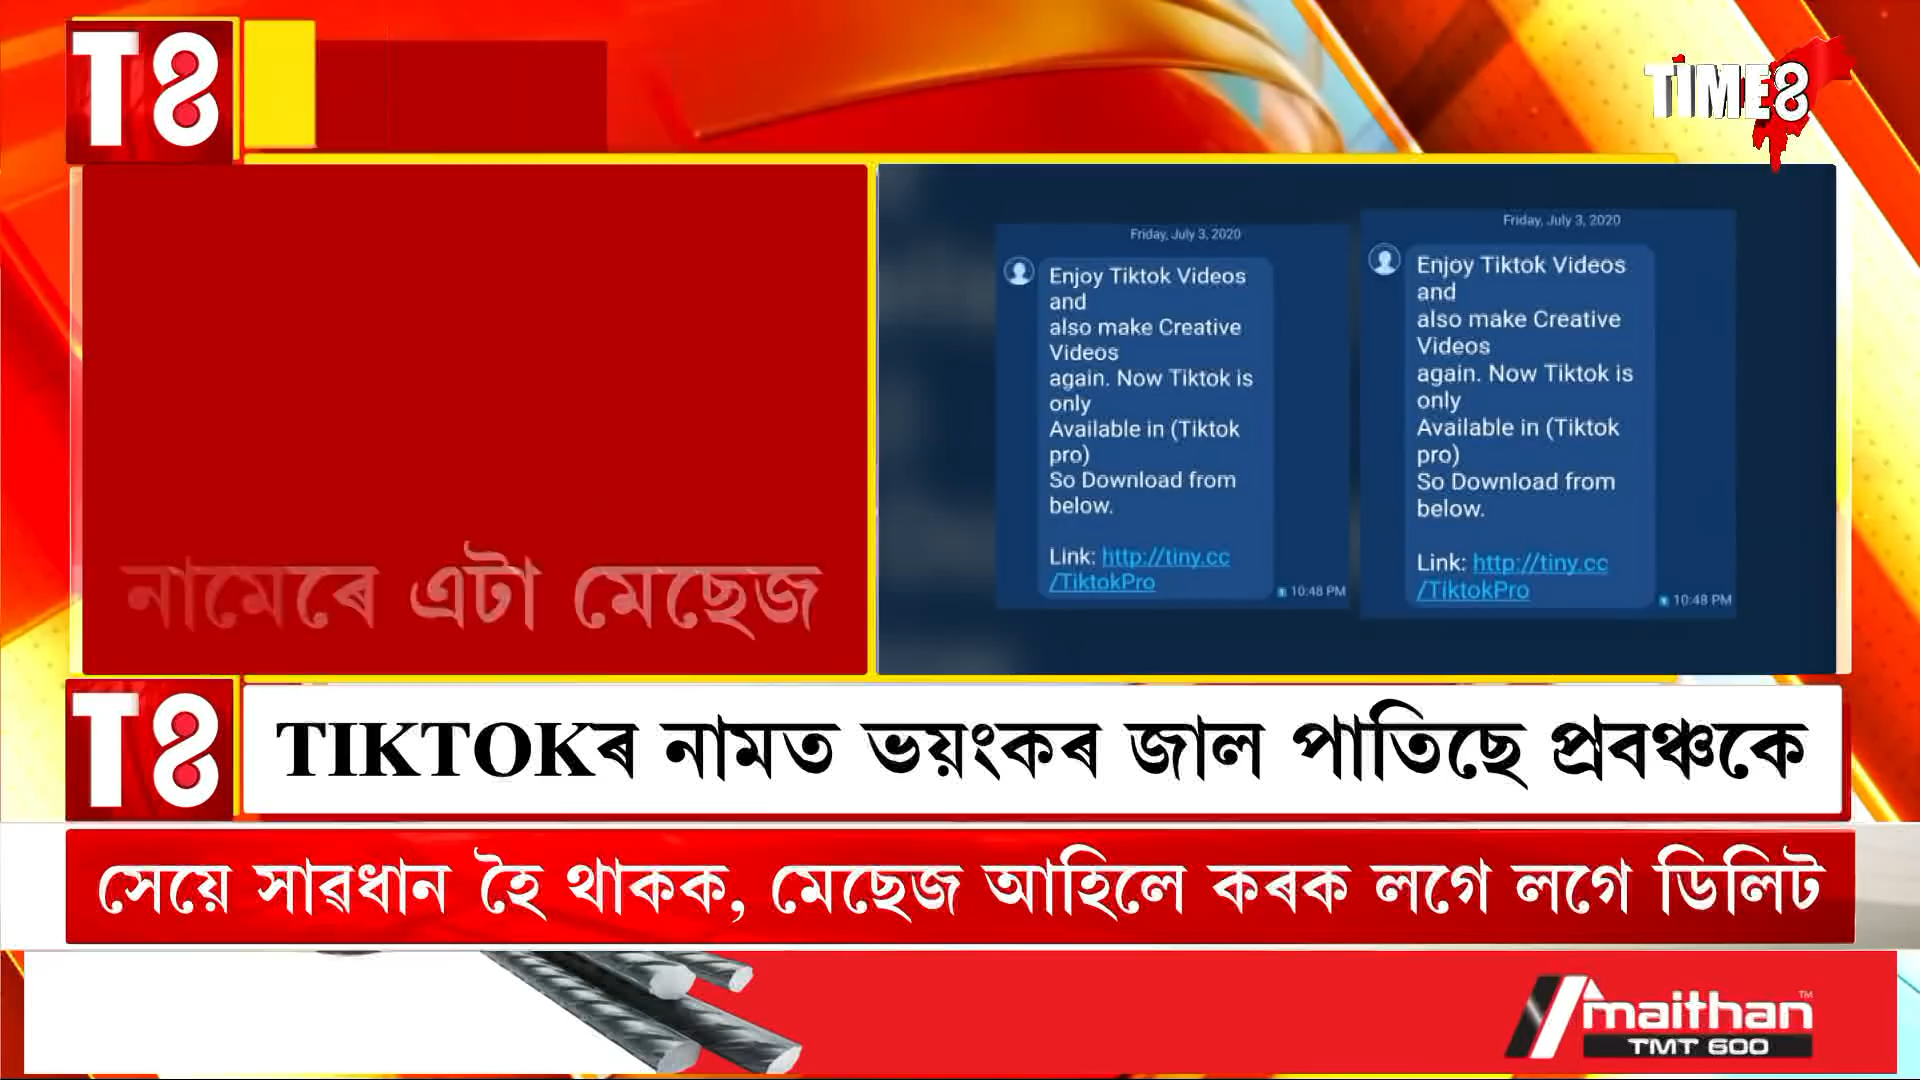 T8
TIME8
নামেৰে এটা মেছেজ
Friday, July 3, 2020
Enjoy Tiktok Videos
and
also make Creative
Videos
again. Now Tiktok is
only
Available in (Tiktok
pro)
So Download from
below.
Link: http://tiny.cc
/TiktokPro
10:48 PM
Friday, July 3, 2020
Enjoy Tiktok Videos
and
also make Creative
Videos
again. Now Tiktok is
only
Available in (Tiktok
pro)
So Download from
below.
Link: http://tiny.cc
/TiktokPro
10:48 PM
T8
TIKTOKৰ নামত ভয়ংকৰ জাল পাতিছে প্ৰবঞ্চকে
সেয়ে সাৱধান হৈ থাকক, মেছেজ আহিলে কৰক লগে লগে ডিলিট
maithan™
TMT 600